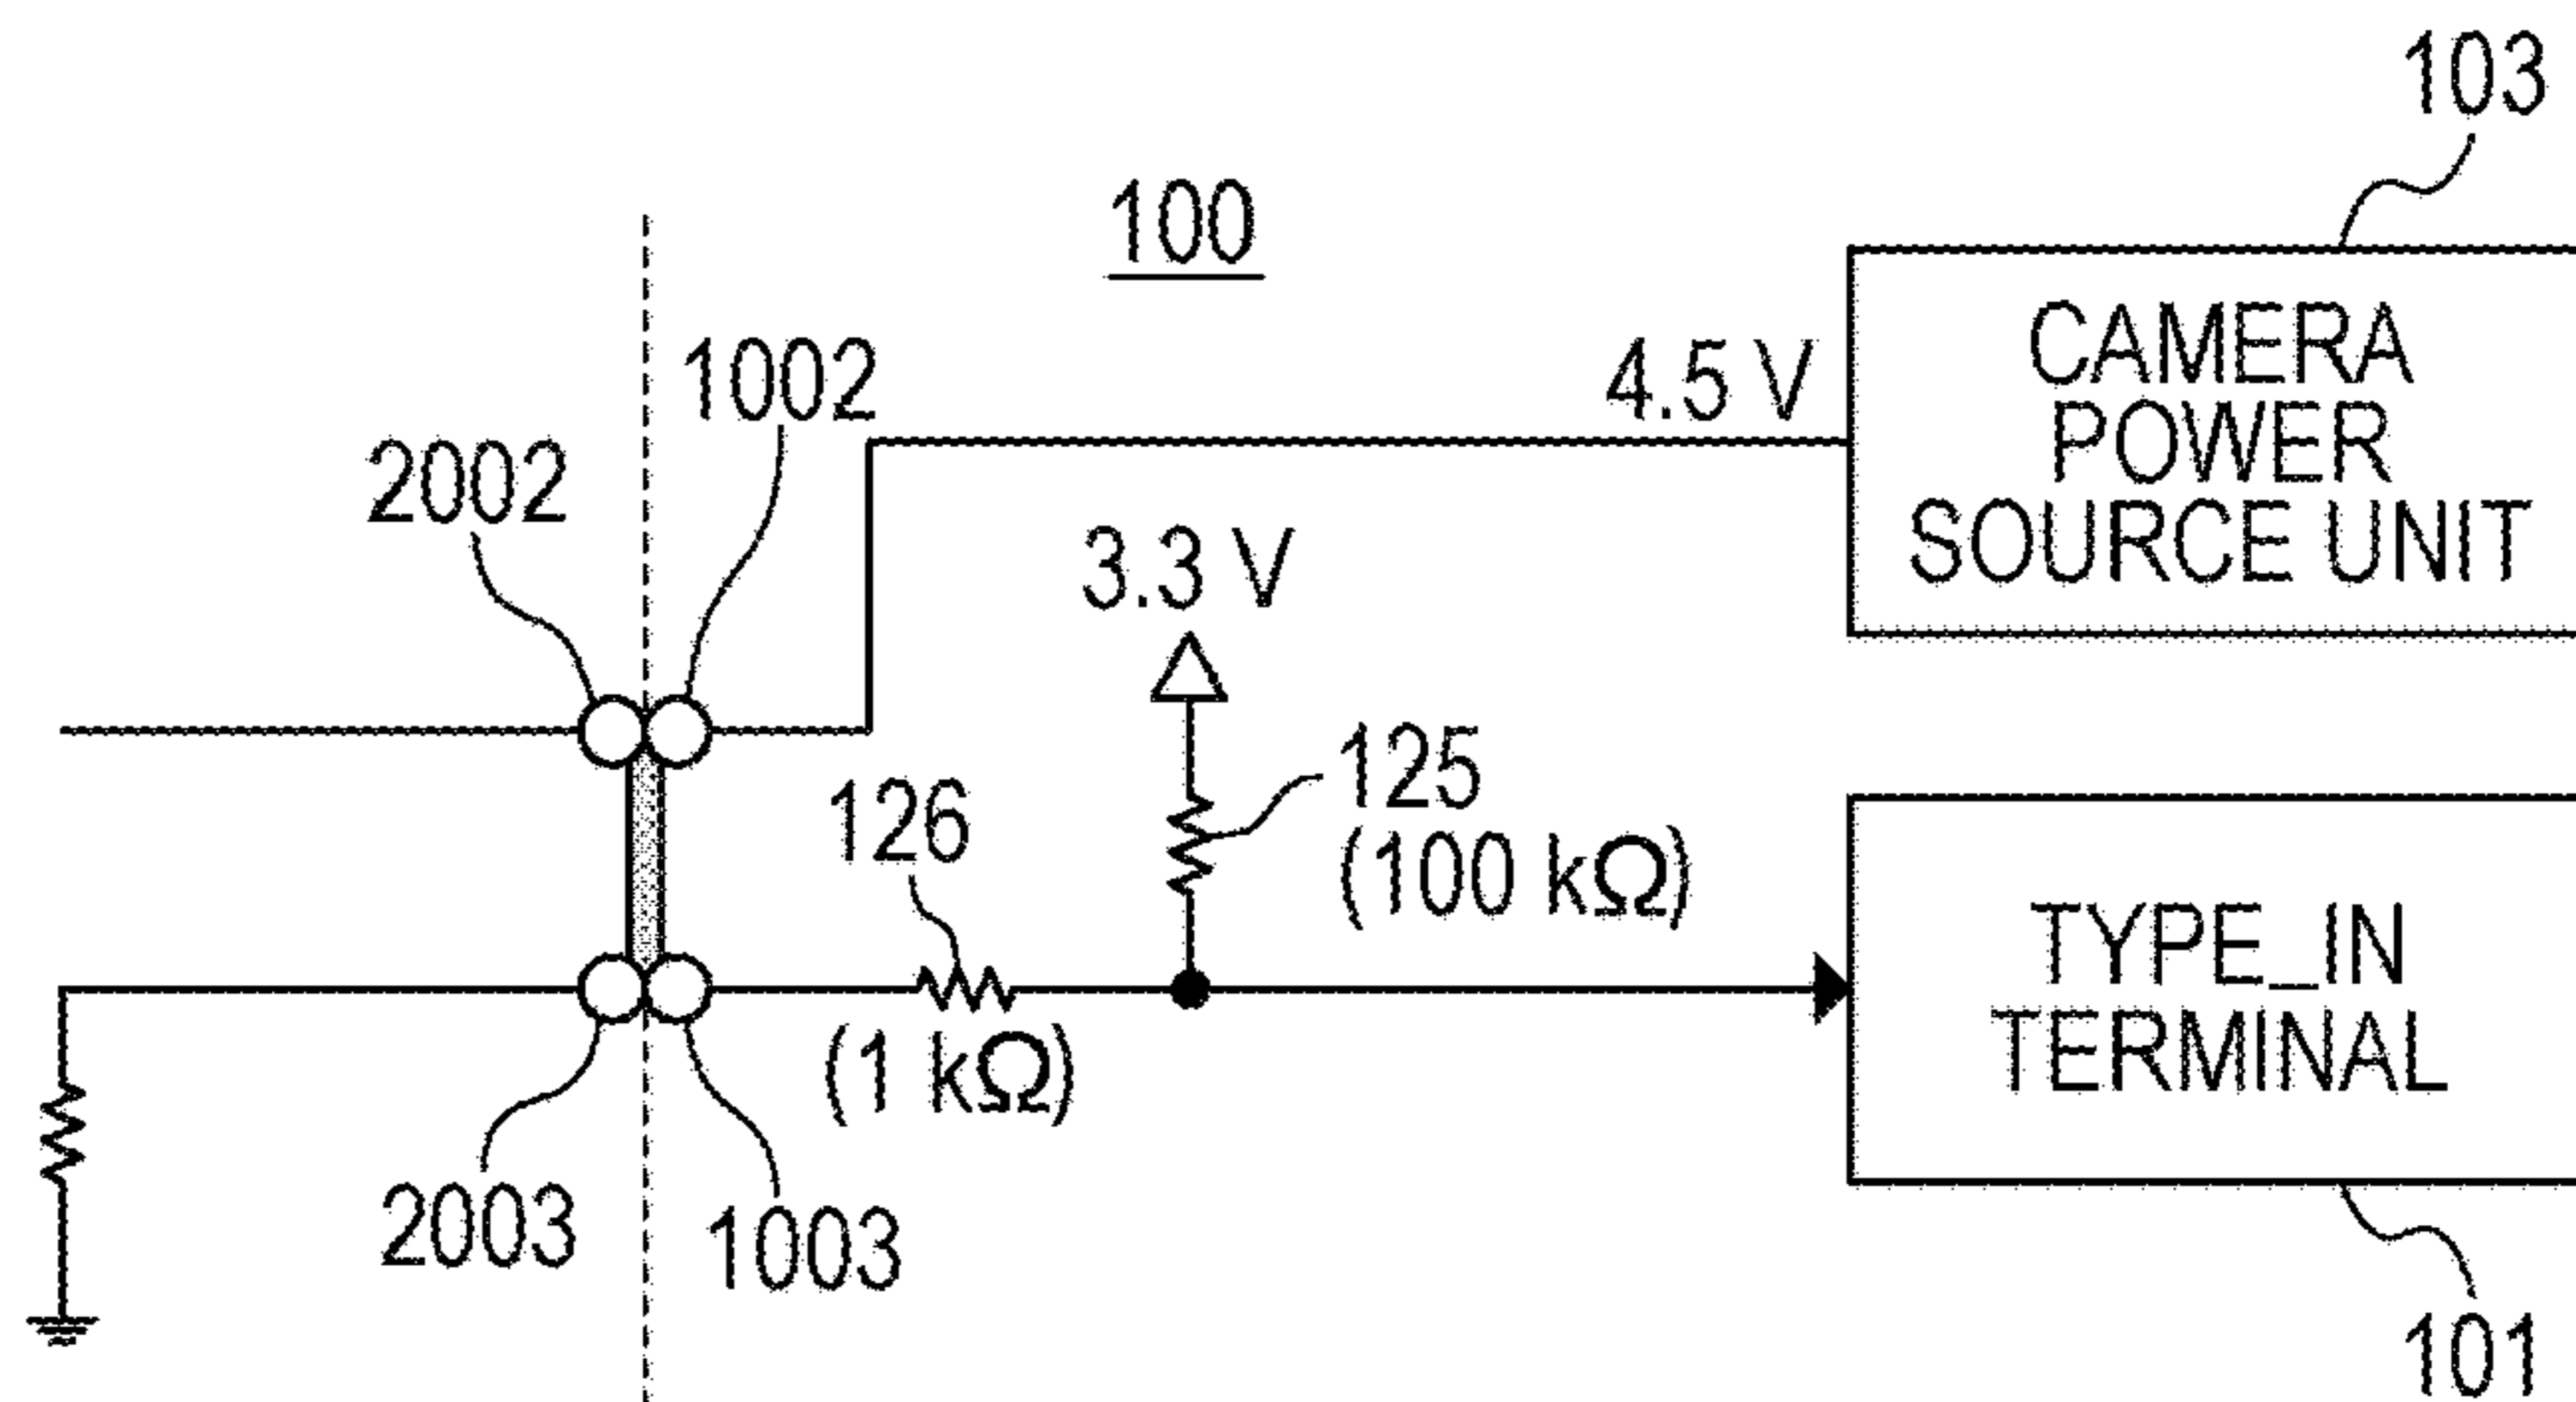 103
100
1002
4.5 V
CAMERA
POWER
SOURCE UNIT
2002
3.3 V
125
(100 kΩ)
126
(1 kΩ)
TYPE_IN
TERMINAL
2003
1003
101